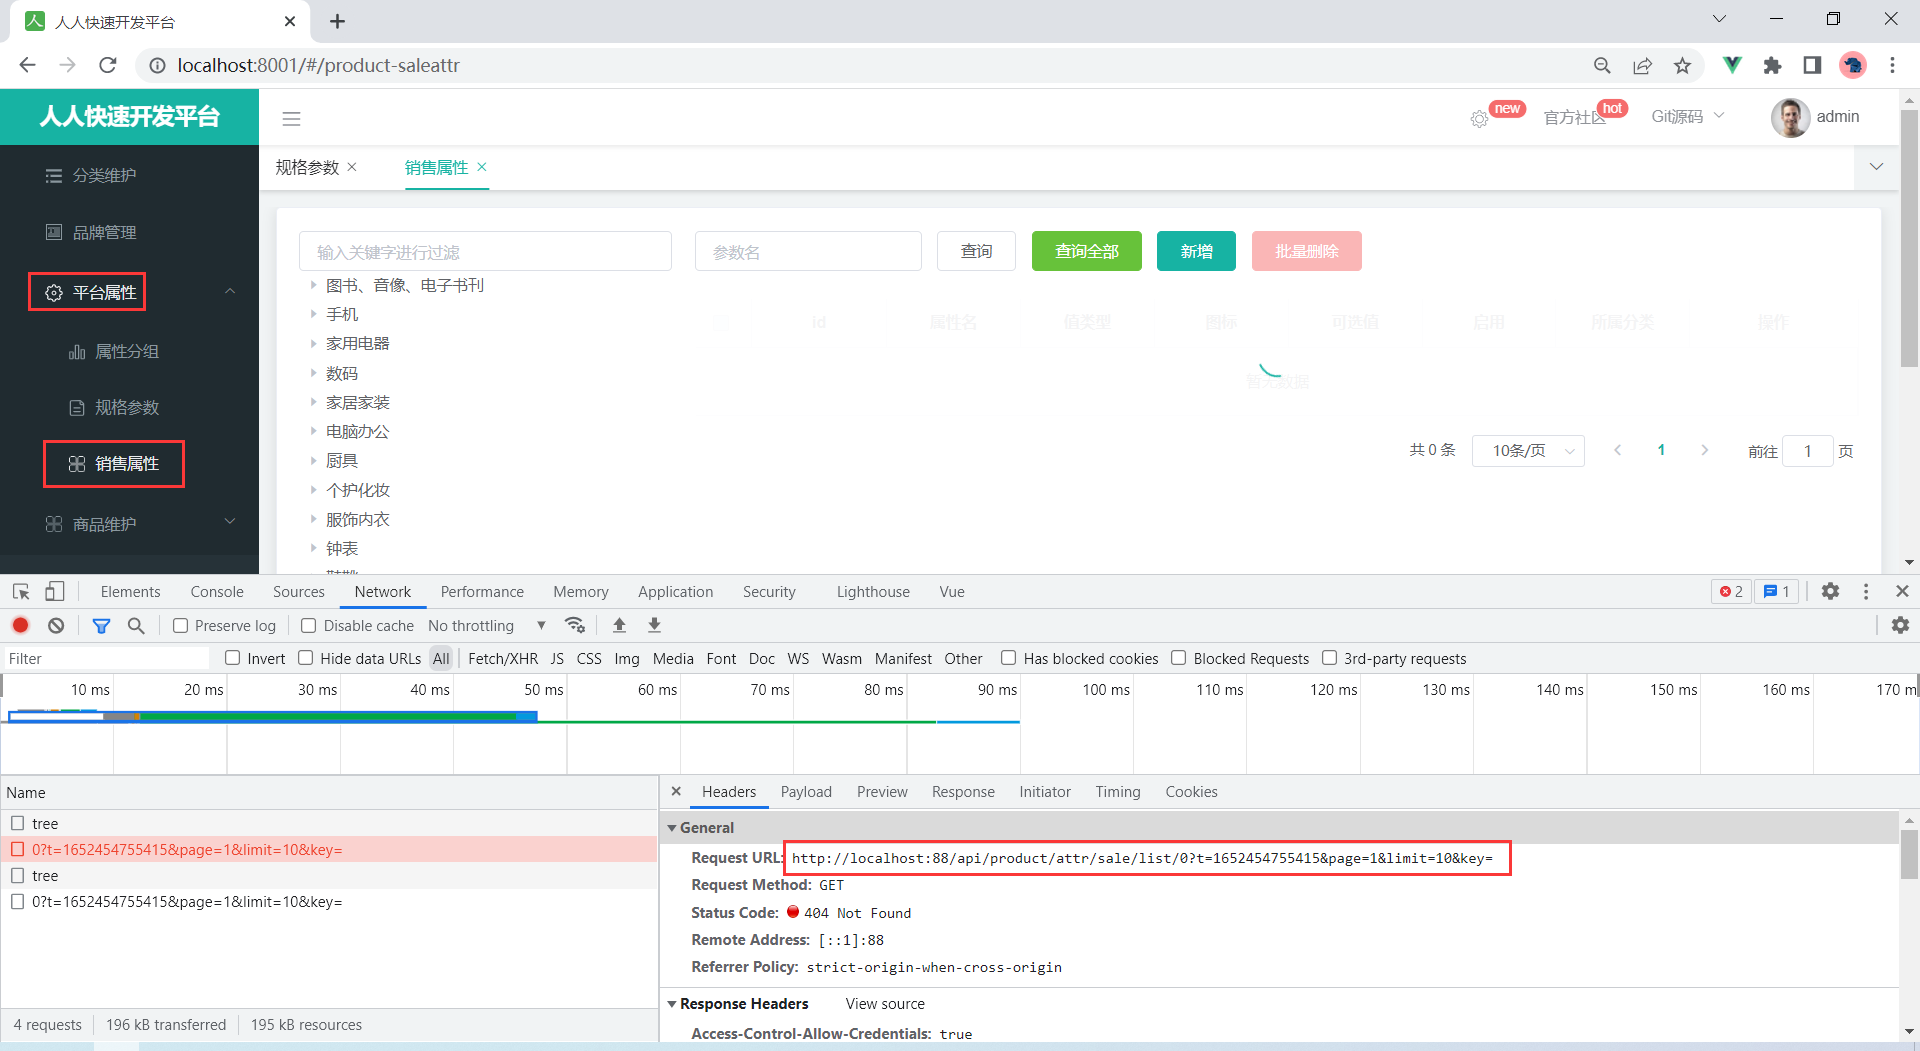 人人快速开发平台
localhost:8001/#/product-saleattr
人人快速开发平台
new
官方社区
hot
Git源码
admin
分类维护
品牌管理
平台属性
属性分组
规格参数
销售属性
商品维护
规格参数
销售属性
输入关键字进行过滤
参数名
查询
查询全部
新增
批量删除
图书、音像、电子书刊
手机
家用电器
数码
家居家装
电脑办公
厨具
个护化妆
服饰内衣
钟表
id 属性名 值类型 图标 可选值 启用 所属分类 操作
暂无数据
共 0 条 10条/页 1 前往 1 页
Elements Console Sources Network Performance Memory Application Security Lighthouse Vue 2 1
Preserve log Disable cache No throttling
Filter Invert Hide data URLs All Fetch/XHR JS CSS Img Media Font Doc WS Wasm Manifest Other Has blocked cookies Blocked Requests 3rd-party requests
10 ms 20 ms 30 ms 40 ms 50 ms 60 ms 70 ms 80 ms 90 ms 100 ms 110 ms 120 ms 130 ms 140 ms 150 ms 160 ms 170 m
Name
tree
0?t=1652454755415&page=1&limit=10&key=
tree
0?t=1652454755415&page=1&limit=10&key=
4 requests 196 kB transferred 195 kB resources
Headers Payload Preview Response Initiator Timing Cookies
General
Request URL: http://localhost:88/api/product/attr/sale/list/0?t=1652454755415&page=1&limit=10&key=
Request Method: GET
Status Code: 404 Not Found
Remote Address: [::1]:88
Referrer Policy: strict-origin-when-cross-origin
Response Headers View source
Access-Control-Allow-Credentials: true